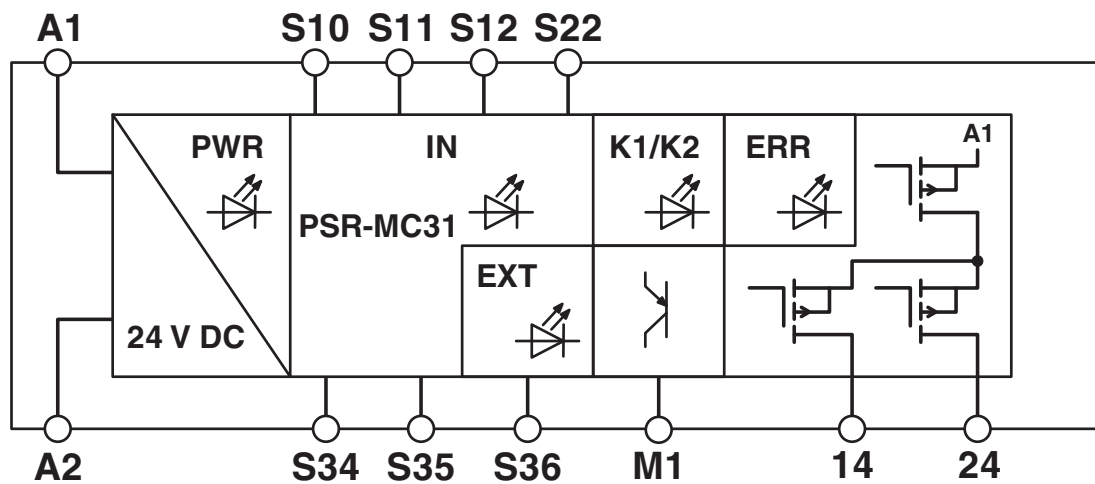 A1 S10 S11 S12 S22
PWR IN K1/K2 ERR A1
PSR-MC31
EXT
24 V DC
A2 S34 S35 S36 M1 14 24